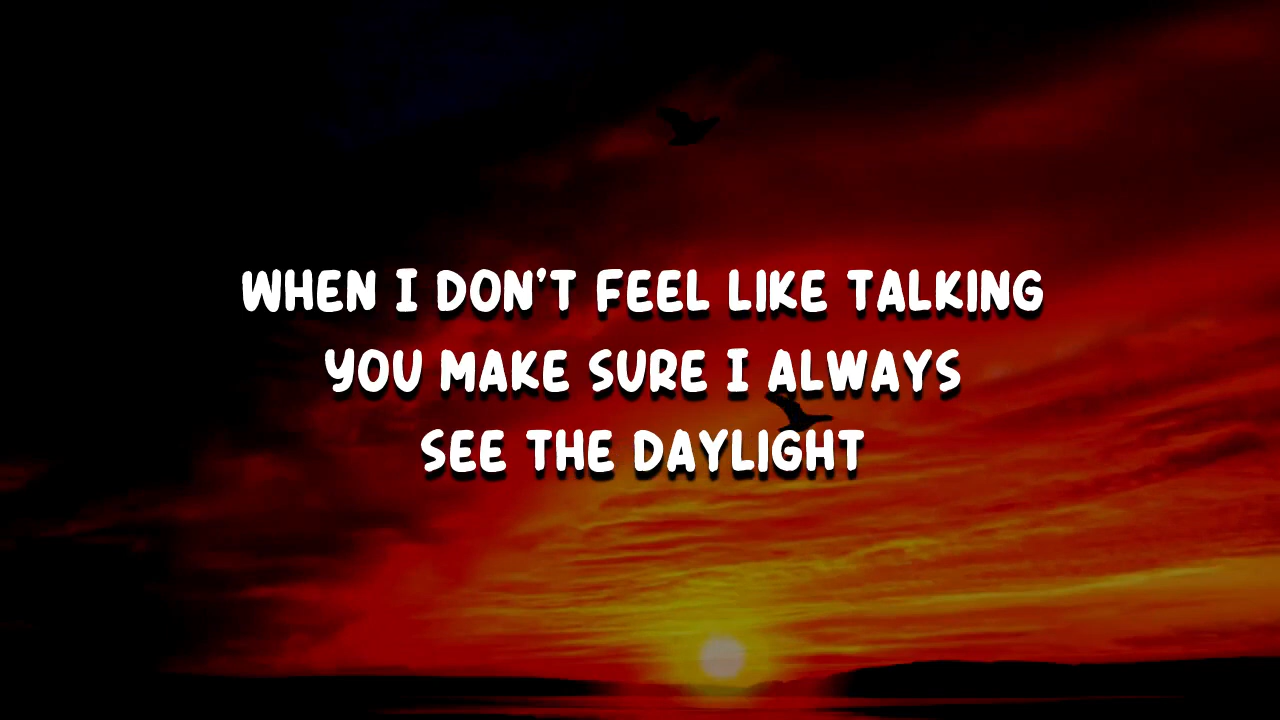 WHEN I DON'T FEEL LIKE TALKING
YOU MAKE SURE I ALWAYS
SEE THE DAYLIGHT